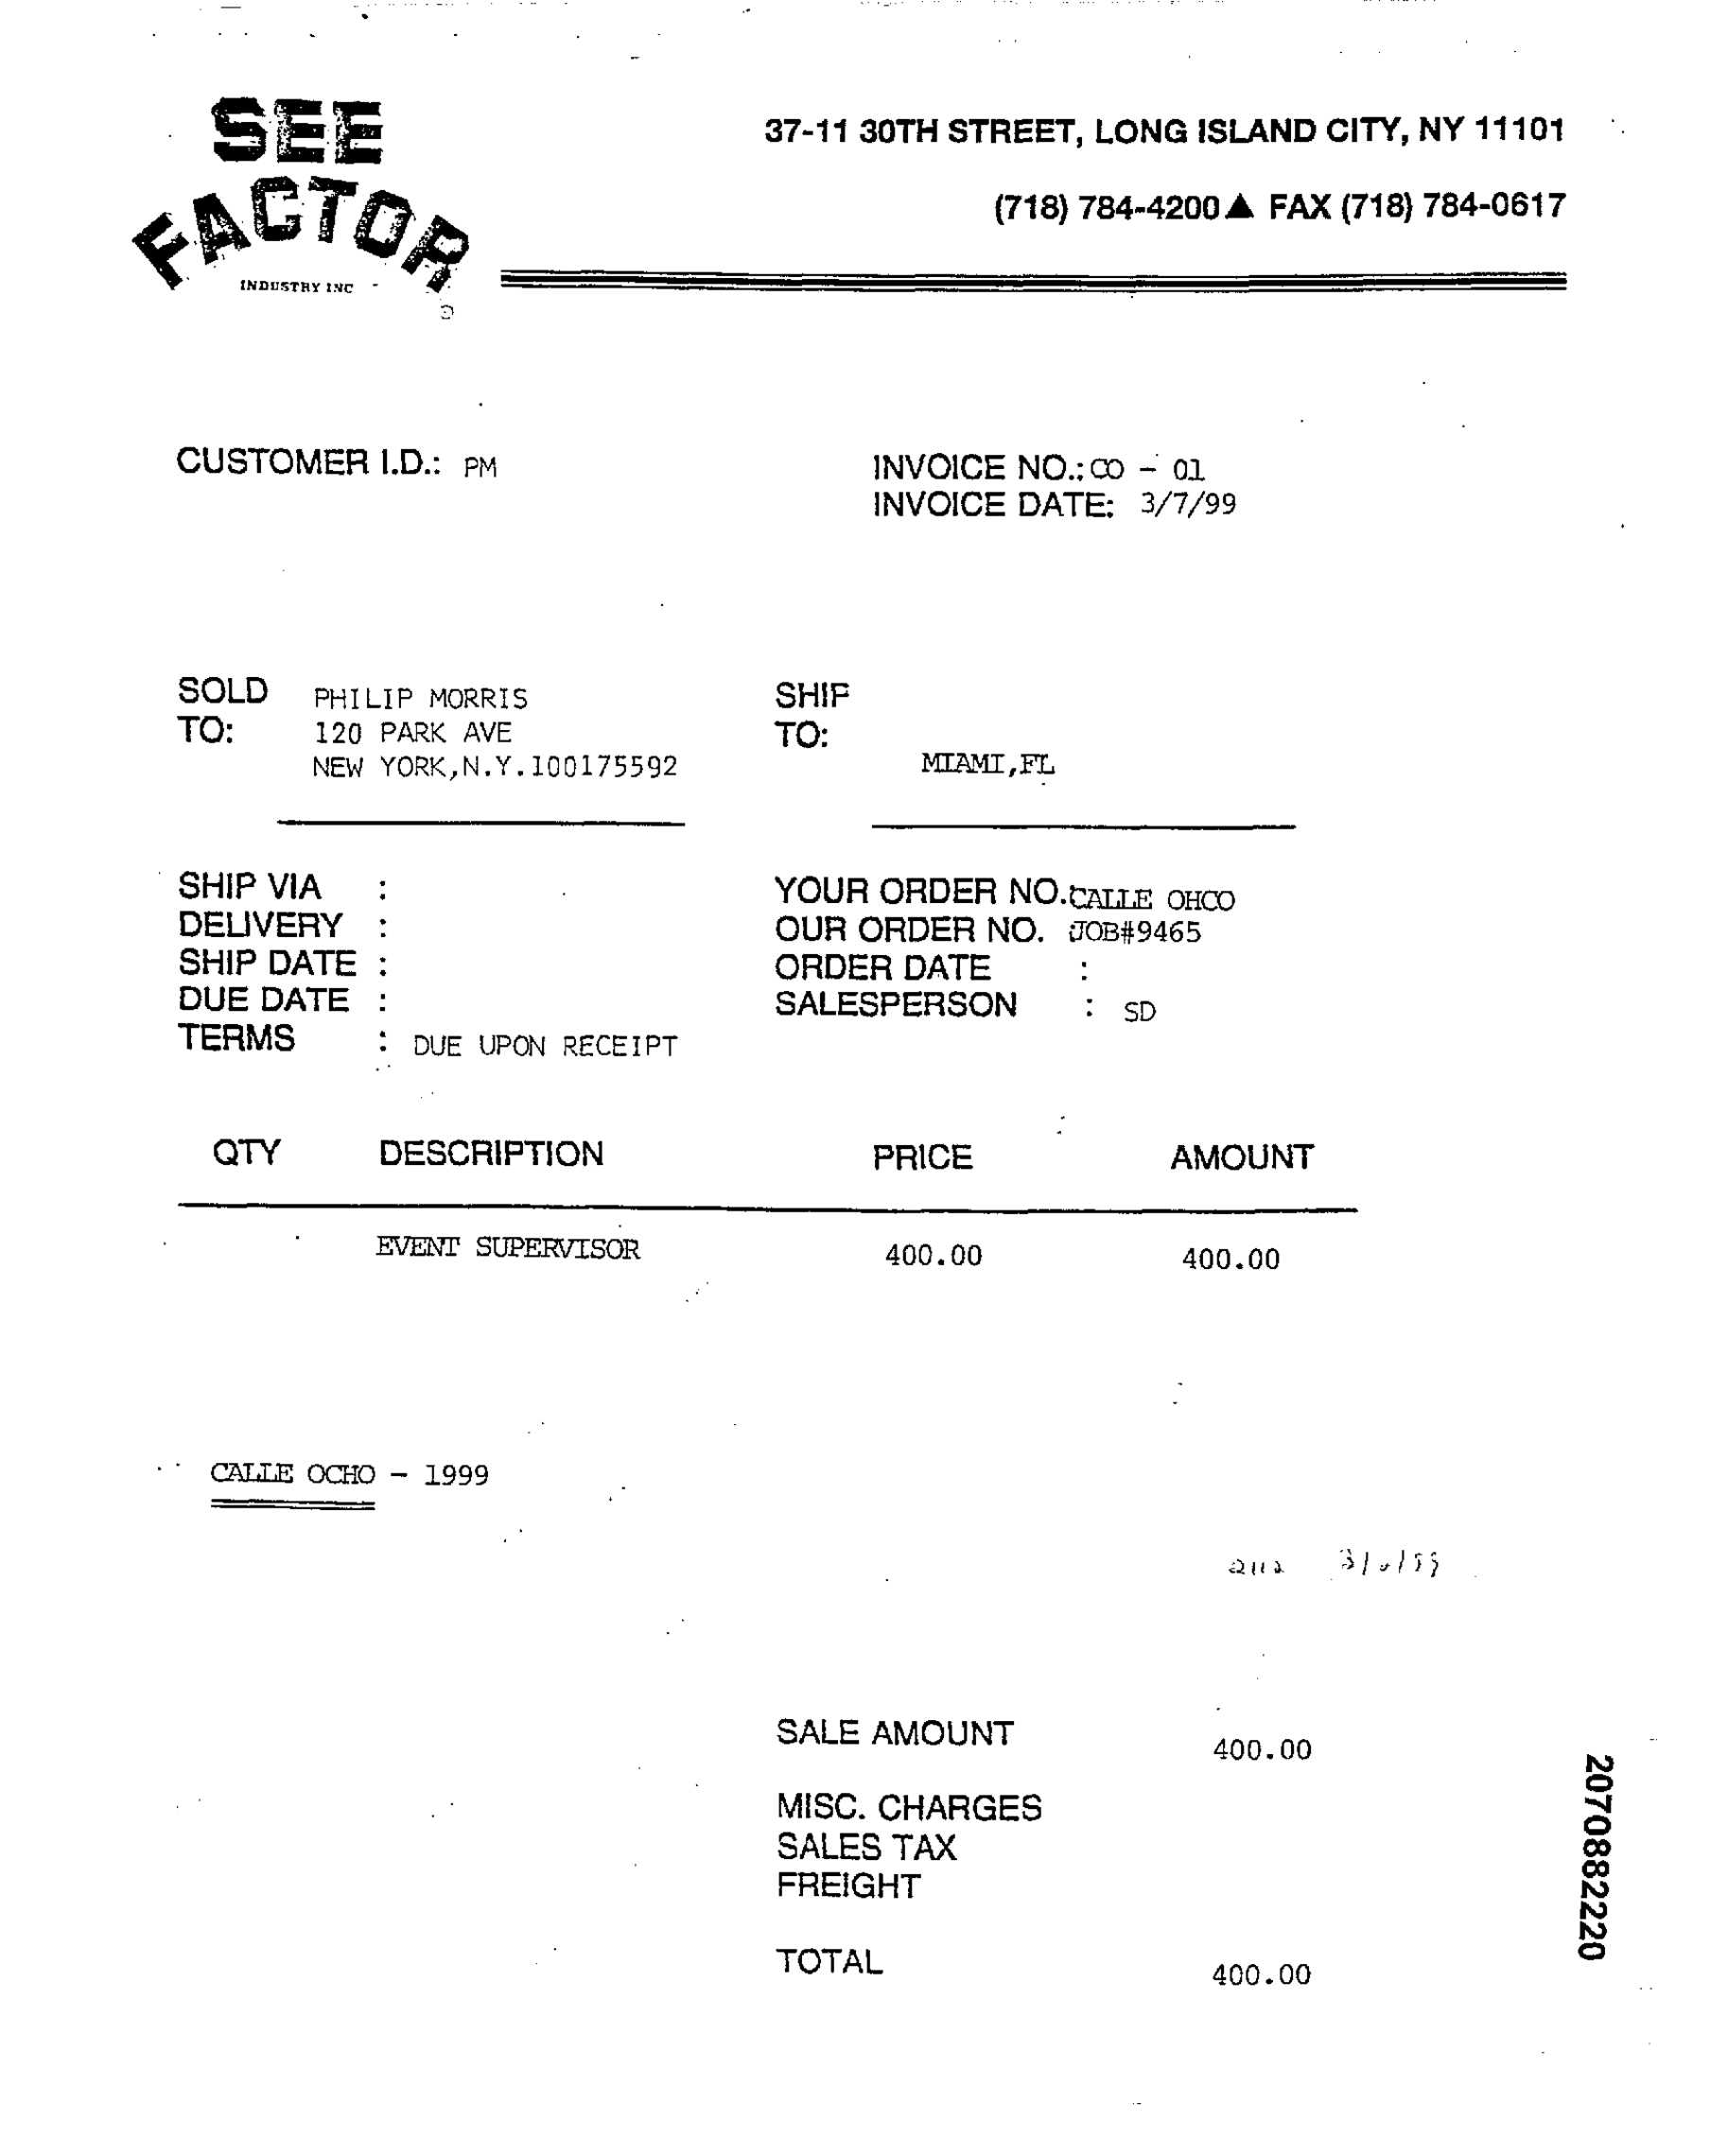 SEE
FACTOR
INDUSTRY INC
37-11 30TH STREET, LONG ISLAND CITY, NY 11101
(718) 784-4200▲ FAX (718) 784-0617
CUSTOMER I.D.: PM
INVOICE NO.: CO - 01
INVOICE DATE: 3/7/99
SOLD TO:
PHILIP MORRIS
120 PARK AVE
NEW YORK,N.Y.100175592
SHIP TO:
MIAMI,FL
SHIP VIA :
DELIVERY :
SHIP DATE :
DUE DATE :
TERMS : DUE UPON RECEIPT
YOUR ORDER NO. CALLE OHCO
OUR ORDER NO. JOB#9465
ORDER DATE :
SALESPERSON : SD
QTY DESCRIPTION PRICE AMOUNT
EVENT SUPERVISOR 400.00 400.00
CALLE OCHO - 1999
SALE AMOUNT 400.00
MISC. CHARGES
SALES TAX
FREIGHT
TOTAL 400.00
2070882220